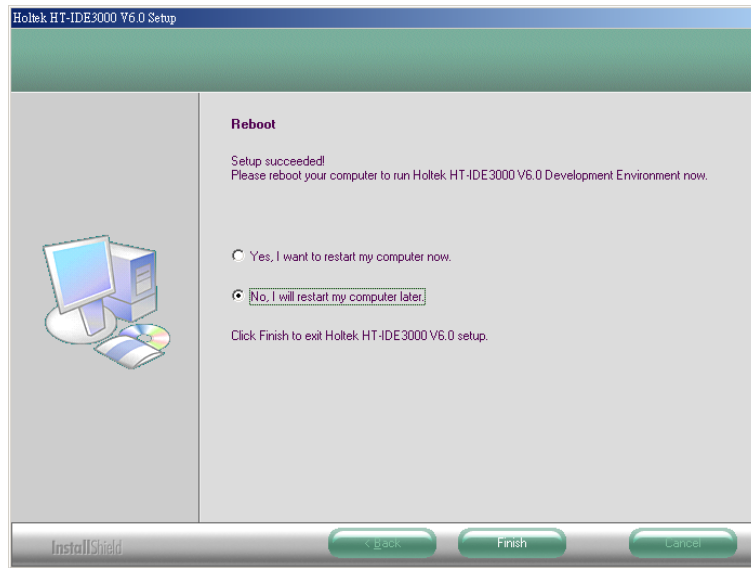 Holtek HT-IDE3000 V6.0 Setup
Reboot
Setup succeeded!
Please reboot your computer to run Holtek HT-IDE3000 V6.0 Development Environment now.
Yes, I want to restart my computer now.
No, I will restart my computer later.
Click Finish to exit Holtek HT-IDE3000 V6.0 setup.
InstallShield
< Back
Finish
Cancel